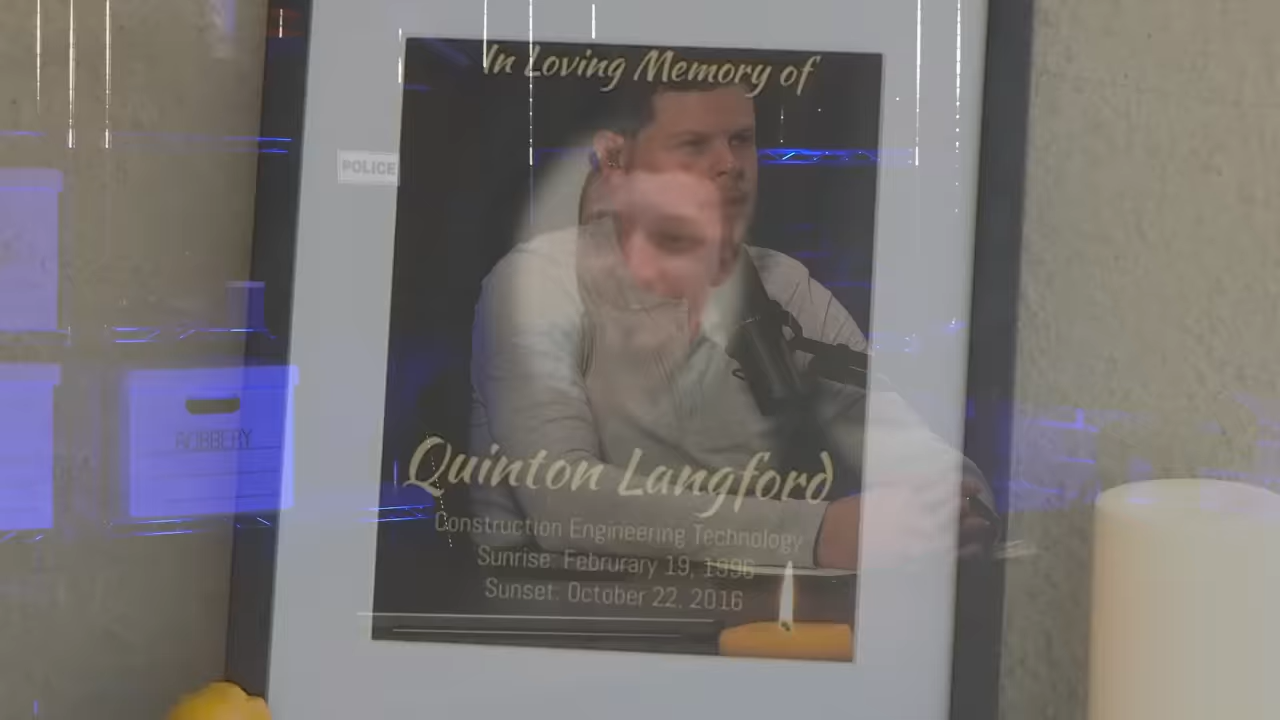 In Loving Memory of
POLICE
ROBBERY
Quinton Langford
Construction Engineering Technology
Sunrise: Februrary 19, 1996
Sunset: October 22, 2016